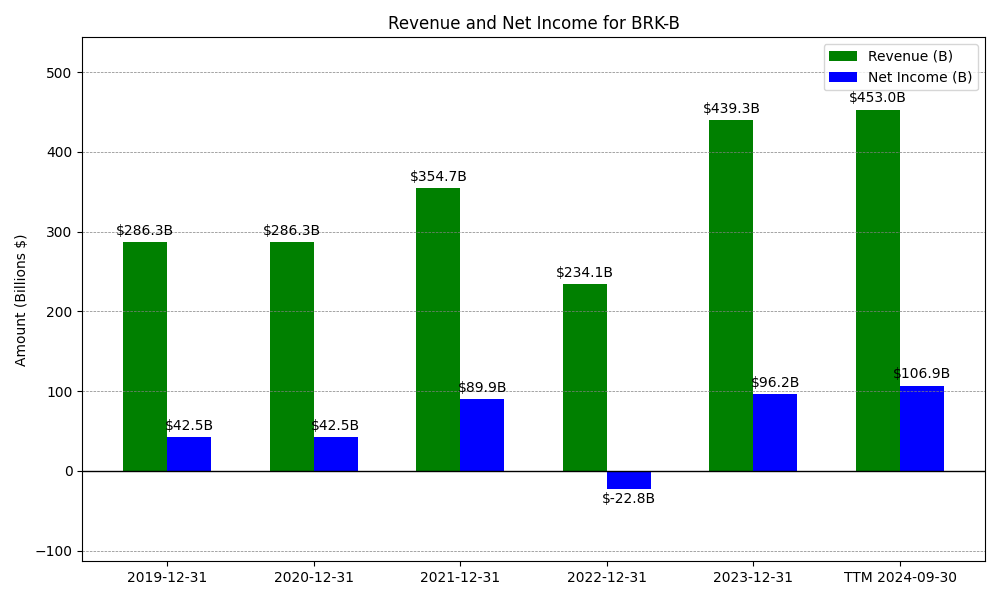 Revenue and Net Income for BRK-B
Revenue (B)
Net Income (B)
Amount (Billions $)
500
400
300
200
100
0
−100
$286.3B
$42.5B
$286.3B
$42.5B
$354.7B
$89.9B
$234.1B
$-22.8B
$439.3B
$96.2B
$453.0B
$106.9B
2019-12-31
2020-12-31
2021-12-31
2022-12-31
2023-12-31
TTM 2024-09-30